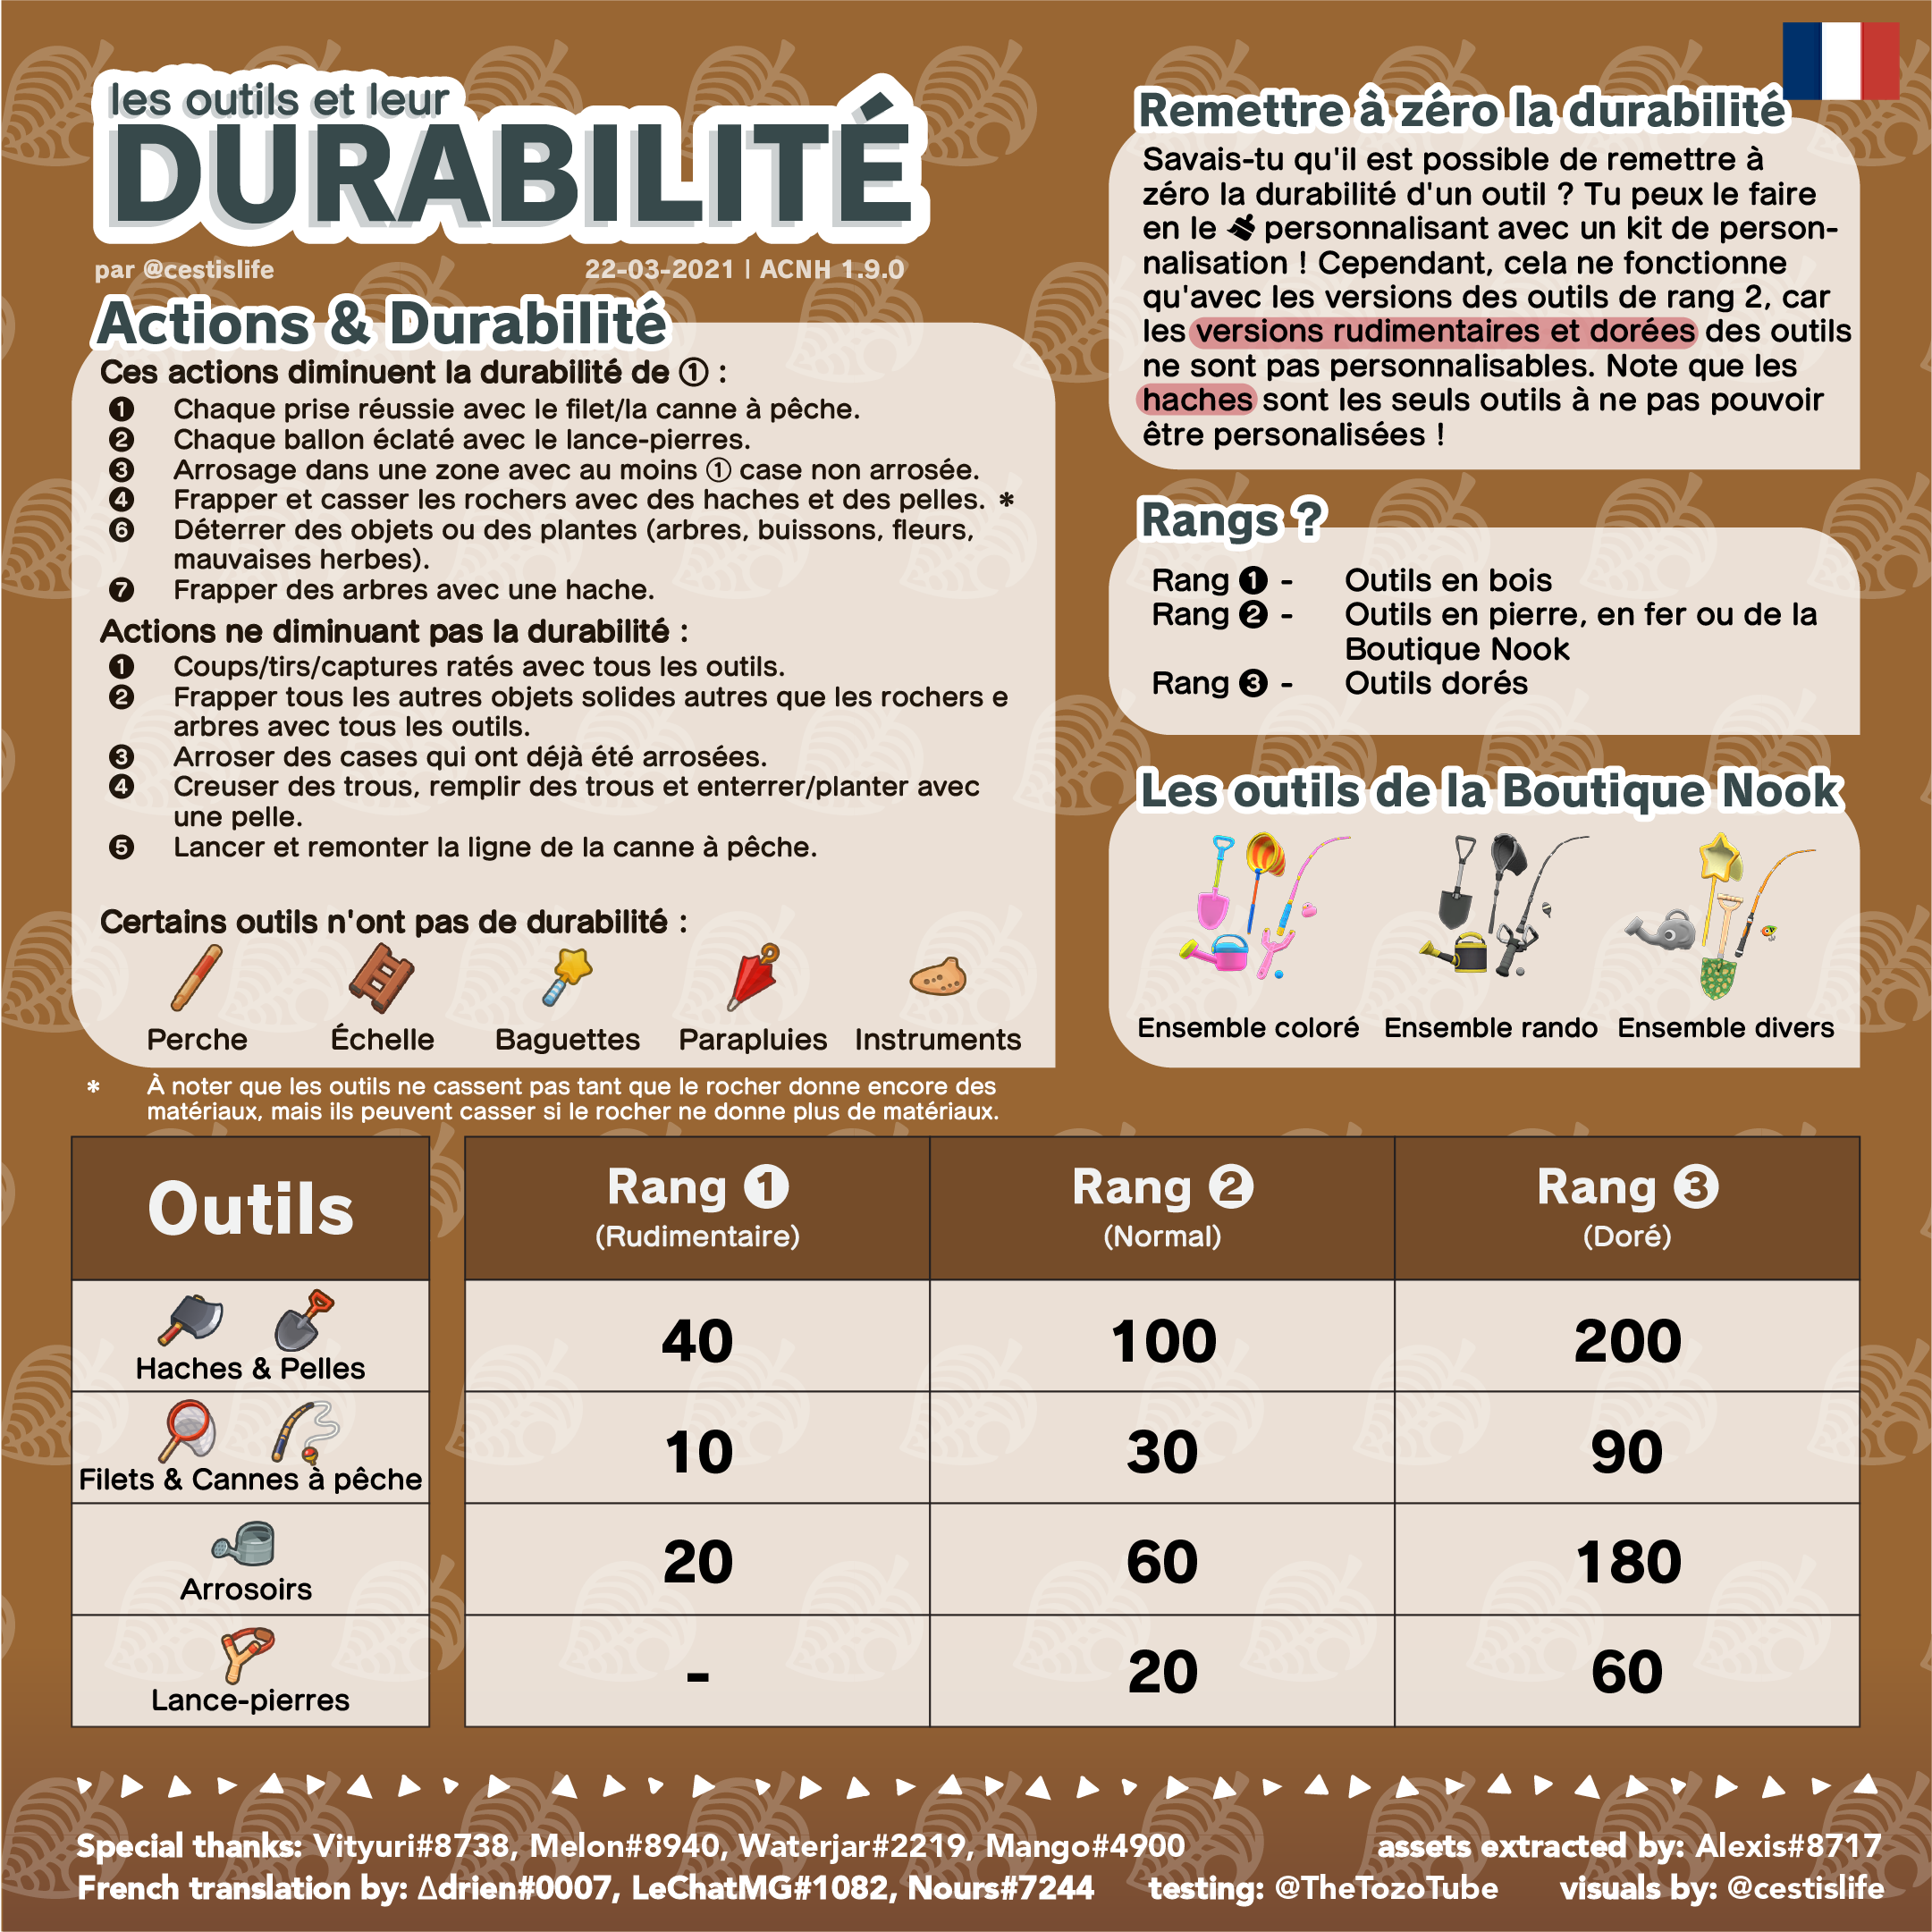 les outils et leur
DURABILITÉ
par @cestislife
22-03-2021 | ACNH 1.9.0
Actions & Durabilité
Ces actions diminuent la durabilité de ① :
❶ Chaque prise réussie avec le filet/la canne à pêche.
❷ Chaque ballon éclaté avec le lance-pierres.
❸ Arrosage dans une zone avec au moins ① case non arrosée.
❹ Frapper et casser les rochers avec des haches et des pelles. *
❻ Déterrer des objets ou des plantes (arbres, buissons, fleurs,
mauvaises herbes).
❼ Frapper des arbres avec une hache.
Actions ne diminuant pas la durabilité :
❶ Coups/tirs/captures ratés avec tous les outils.
❷ Frapper tous les autres objets solides autres que les rochers e
arbres avec tous les outils.
❸ Arroser des cases qui ont déjà été arrosées.
❹ Creuser des trous, remplir des trous et enterrer/planter avec
une pelle.
❺ Lancer et remonter la ligne de la canne à pêche.
Certains outils n'ont pas de durabilité :
Perche Échelle Baguettes Parapluies Instruments
* À noter que les outils ne cassent pas tant que le rocher donne encore des
matériaux, mais ils peuvent casser si le rocher ne donne plus de matériaux.
Remettre à zéro la durabilité
Savais-tu qu'il est possible de remettre à
zéro la durabilité d'un outil ? Tu peux le faire
en le personnalisant avec un kit de person-
nalisation ! Cependant, cela ne fonctionne
qu'avec les versions des outils de rang 2, car
les versions rudimentaires et dorées des outils
ne sont pas personnalisables. Note que les
haches sont les seuls outils à ne pas pouvoir
être personalisées !
Rangs ?
Rang ❶ - Outils en bois
Rang ❷ - Outils en pierre, en fer ou de la
Boutique Nook
Rang ❸ - Outils dorés
Les outils de la Boutique Nook
Ensemble coloré Ensemble rando Ensemble divers
Outils Rang ❶ Rang ❷ Rang ❸
(Rudimentaire) (Normal) (Doré)
Haches & Pelles 40 100 200
Filets & Cannes à pêche 10 30 90
Arrosoirs 20 60 180
Lance-pierres - 20 60
Special thanks: Vityuri#8738, Melon#8940, Waterjar#2219, Mango#4900 assets extracted by: Alexis#8717
French translation by: Δdrien#0007, LeChatMG#1082, Nours#7244 testing: @TheTozoTube visuals by: @cestislife